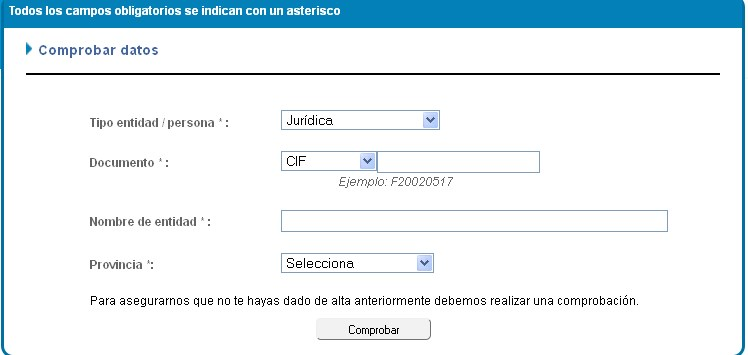 Todos los campos obligatorios se indican con un asterisco
Comprobar datos
Tipo entidad / persona * : Jurídica
Documento * : CIF
Ejemplo: F20020517
Nombre de entidad * :
Provincia *: Selecciona
Para asegurarnos que no te hayas dado de alta anteriormente debemos realizar una comprobación.
Comprobar